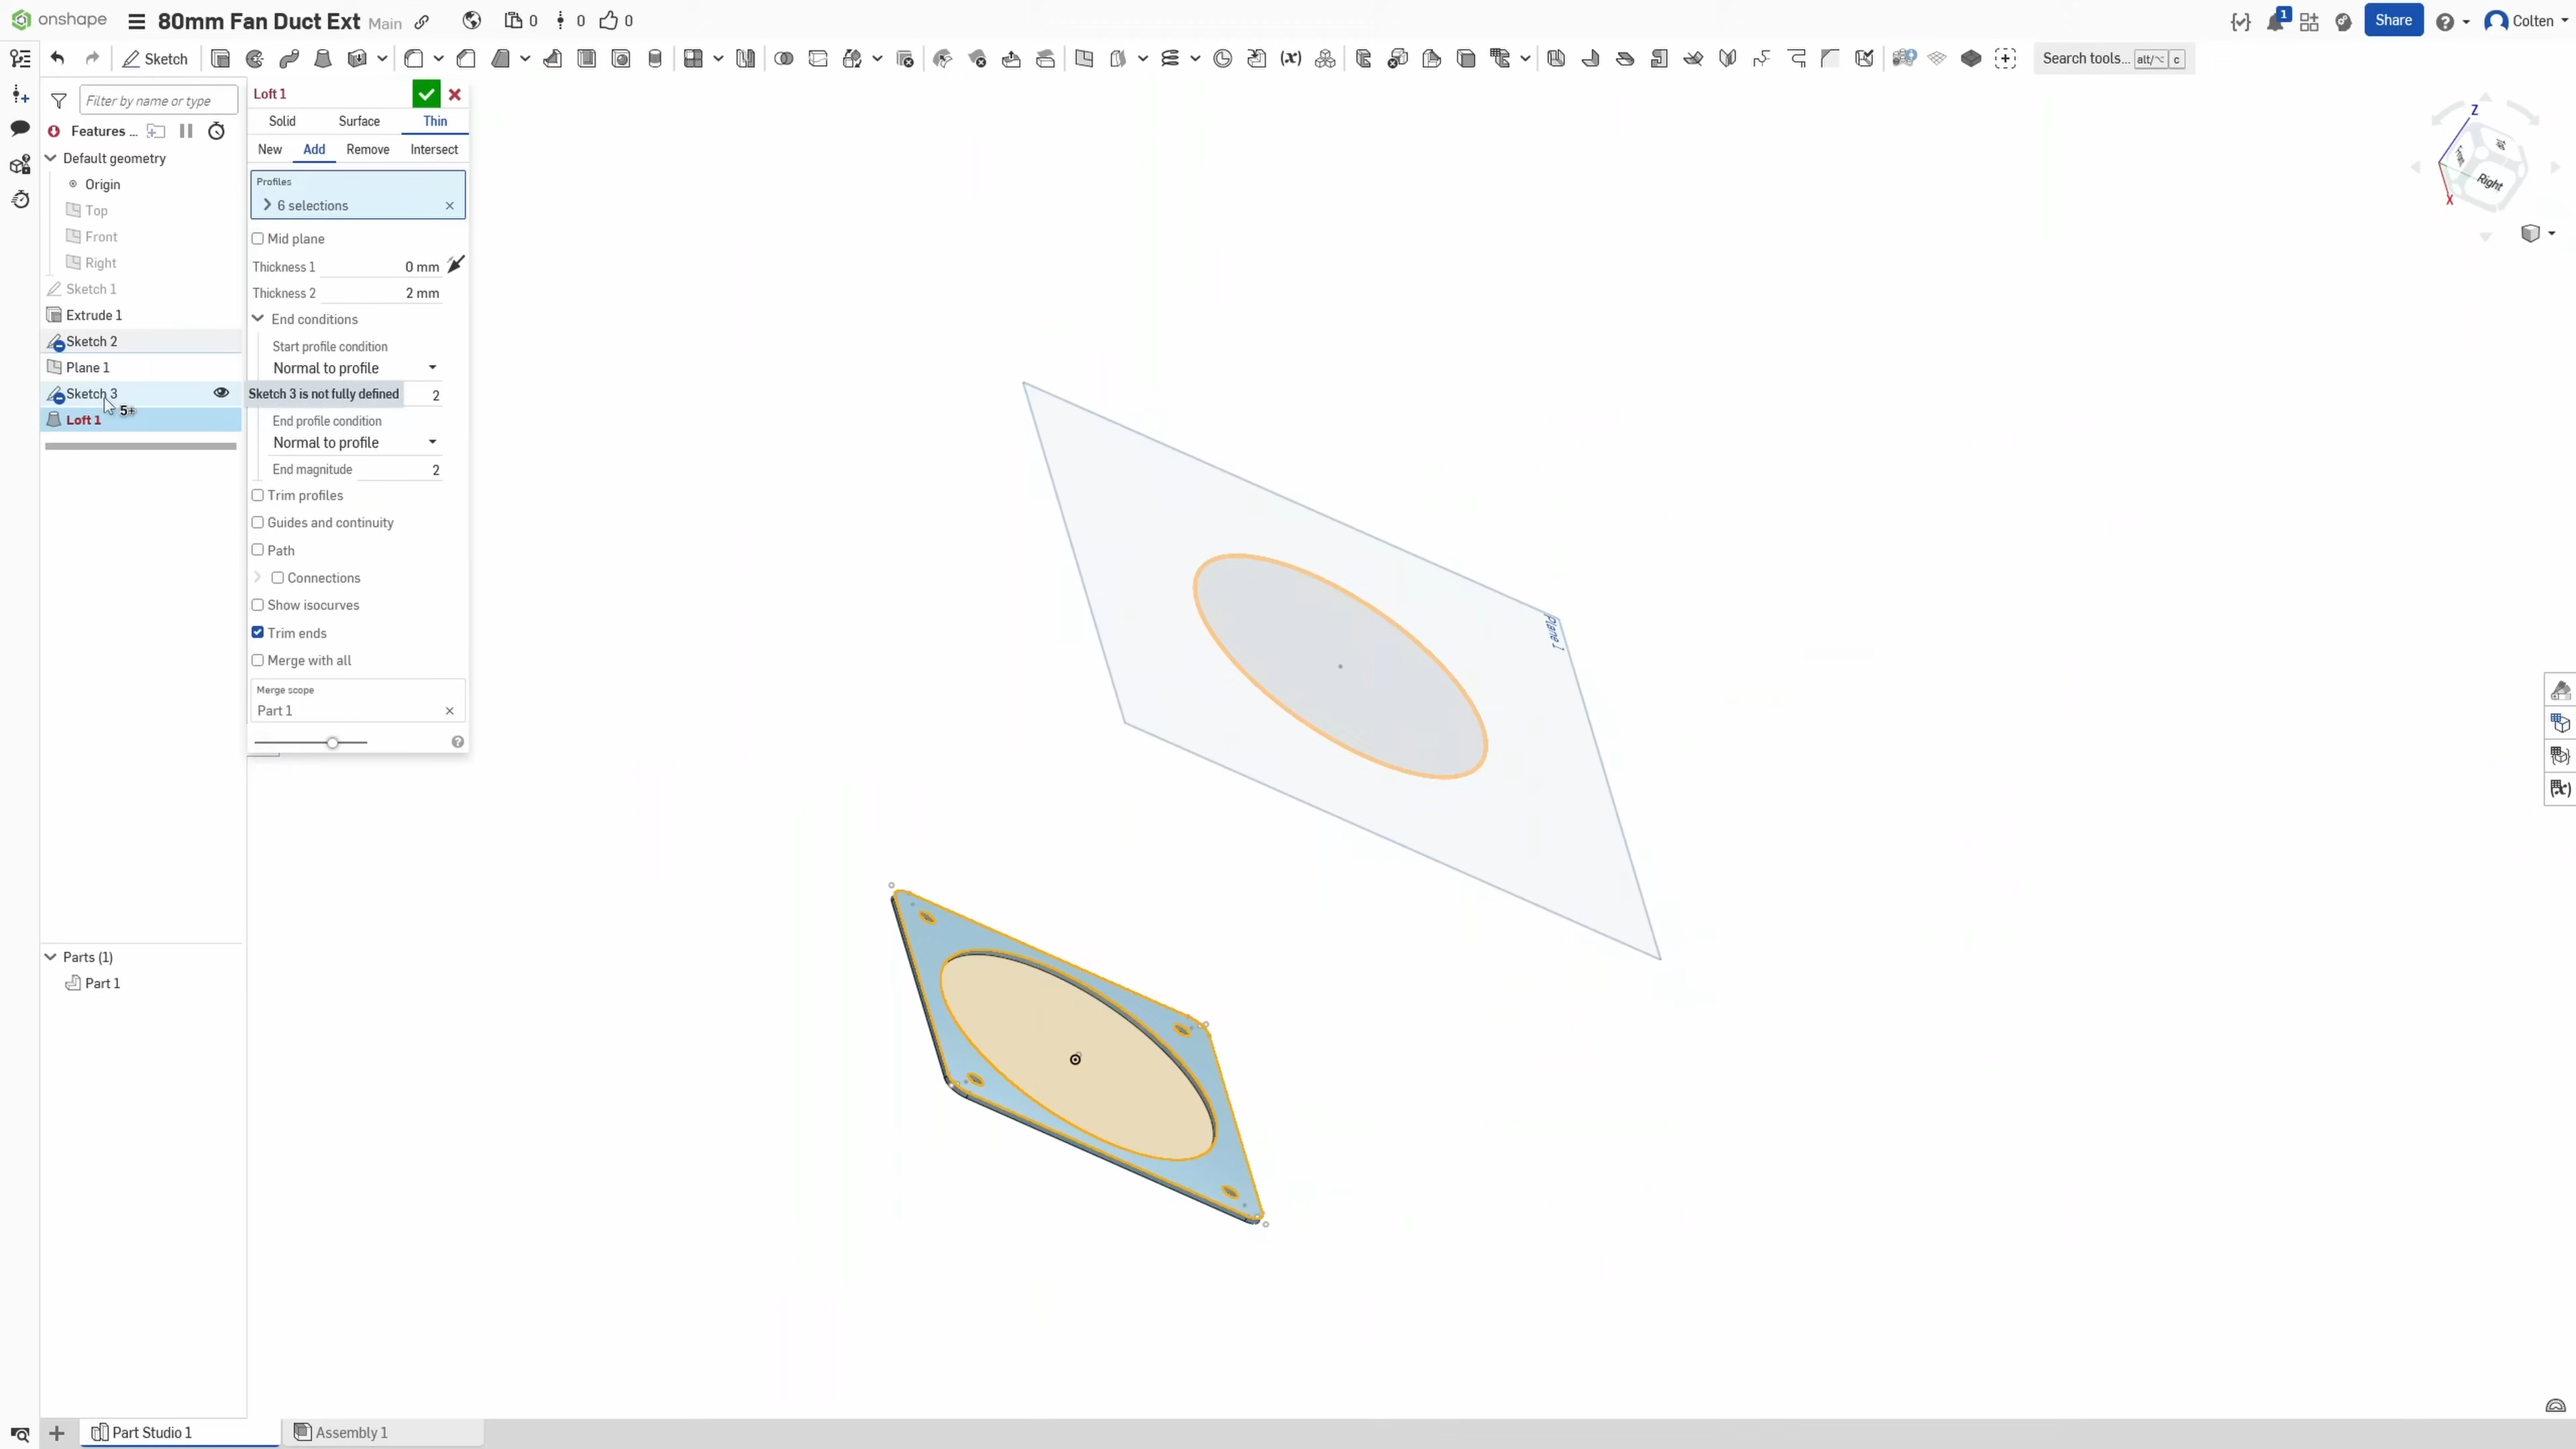 onshape
80mm Fan Duct Ext Main
0 0 0
1
Share
Colten
Sketch
Search tools... alt/⌥ c
Filter by name or type
Features ...
Default geometry
Origin
Top
Front
Right
Sketch 1
Extrude 1
Sketch 2
Plane 1
Sketch 3
5+
Loft 1
Loft 1
Solid Surface Thin
New Add Remove Intersect
Profiles
6 selections
Mid plane
Thickness 1 0 mm
Thickness 2 2 mm
End conditions
Start profile condition
Normal to profile
Sketch 3 is not fully defined 2
End profile condition
Normal to profile
End magnitude 2
Trim profiles
Guides and continuity
Path
Connections
Show isocurves
Trim ends
Merge with all
Merge scope
Part 1
Plane 1
Z
Right
X
Parts (1)
Part 1
Part Studio 1
Assembly 1